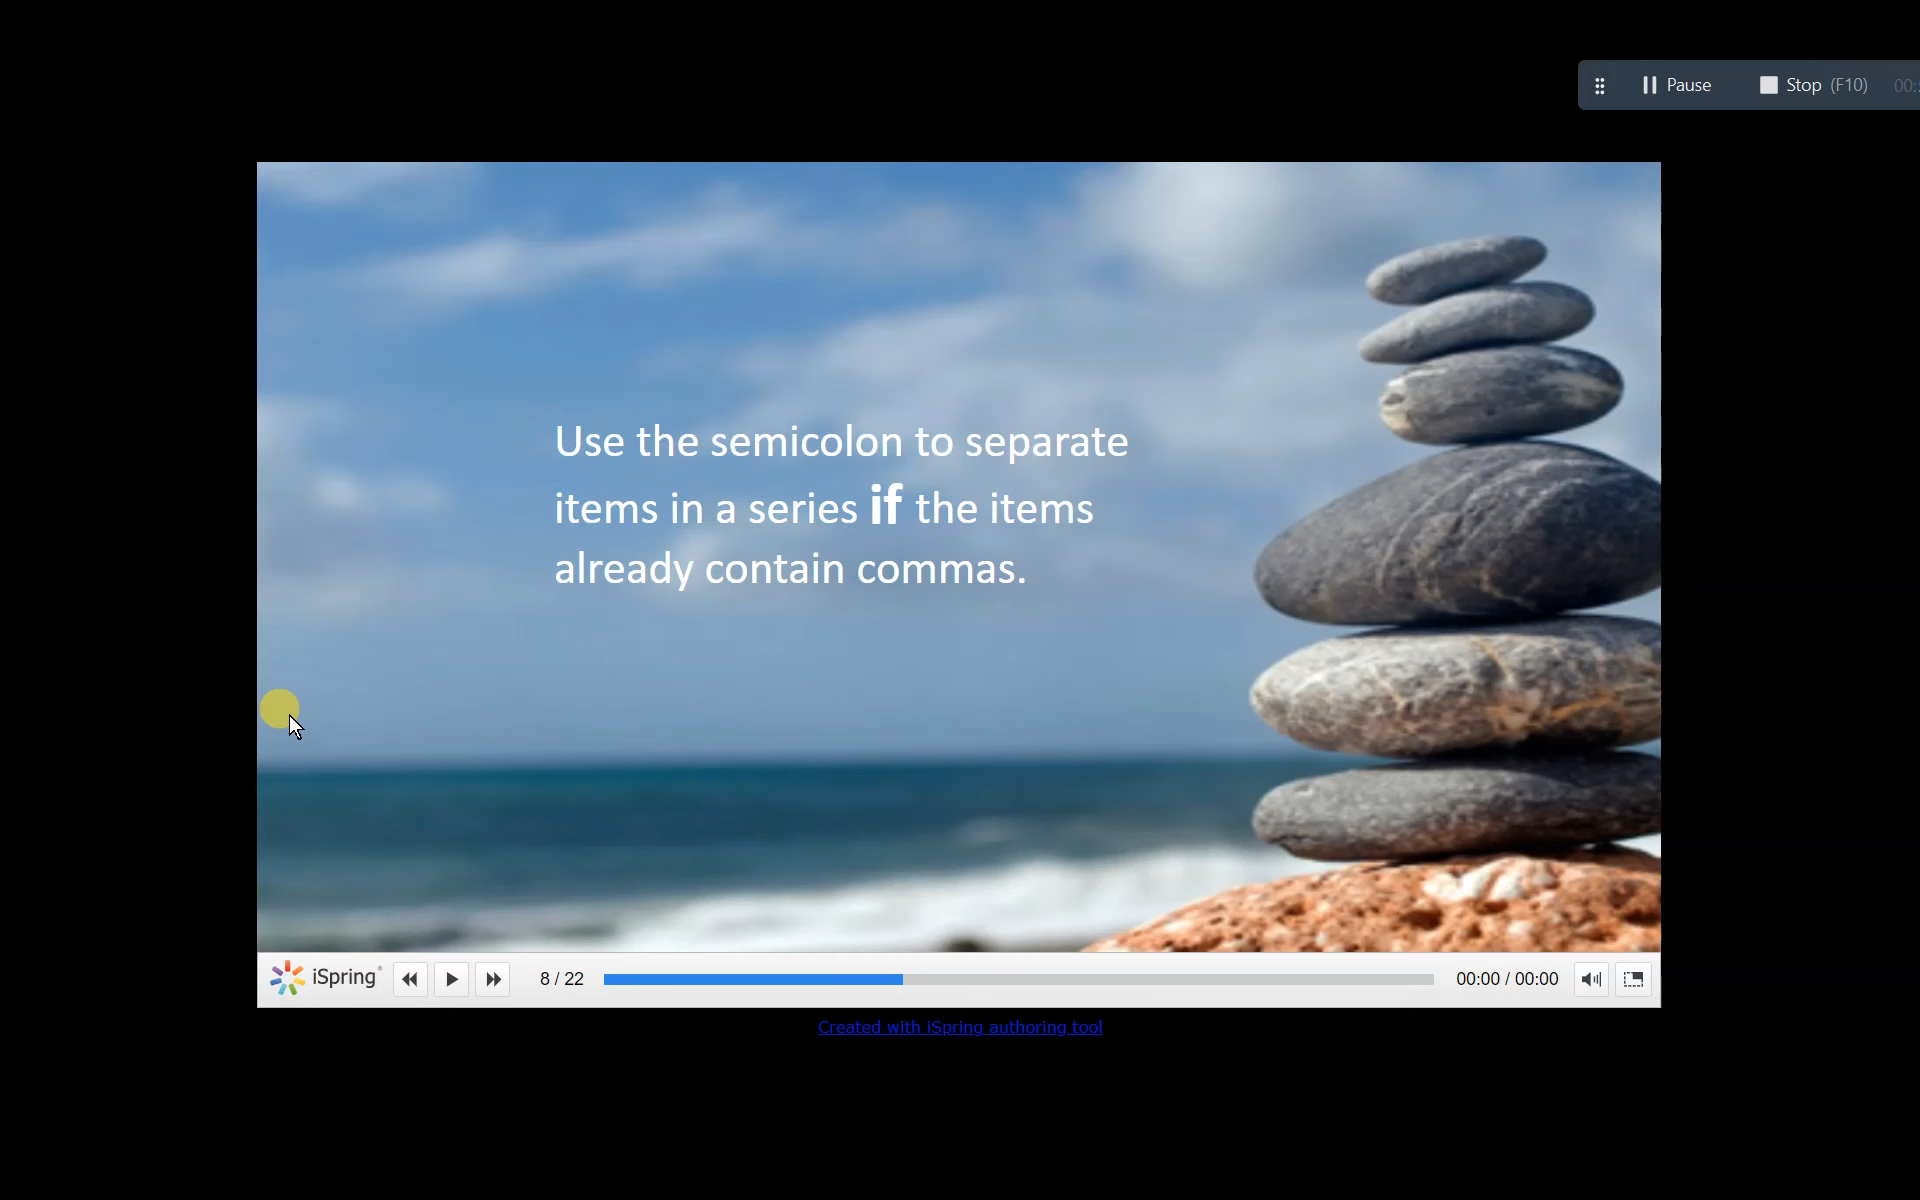 Pause
Stop (F10)
00:
Use the semicolon to separate
items in a series if the items
already contain commas.
iSpring
8 / 22
00:00 / 00:00
Created with iSpring authoring tool